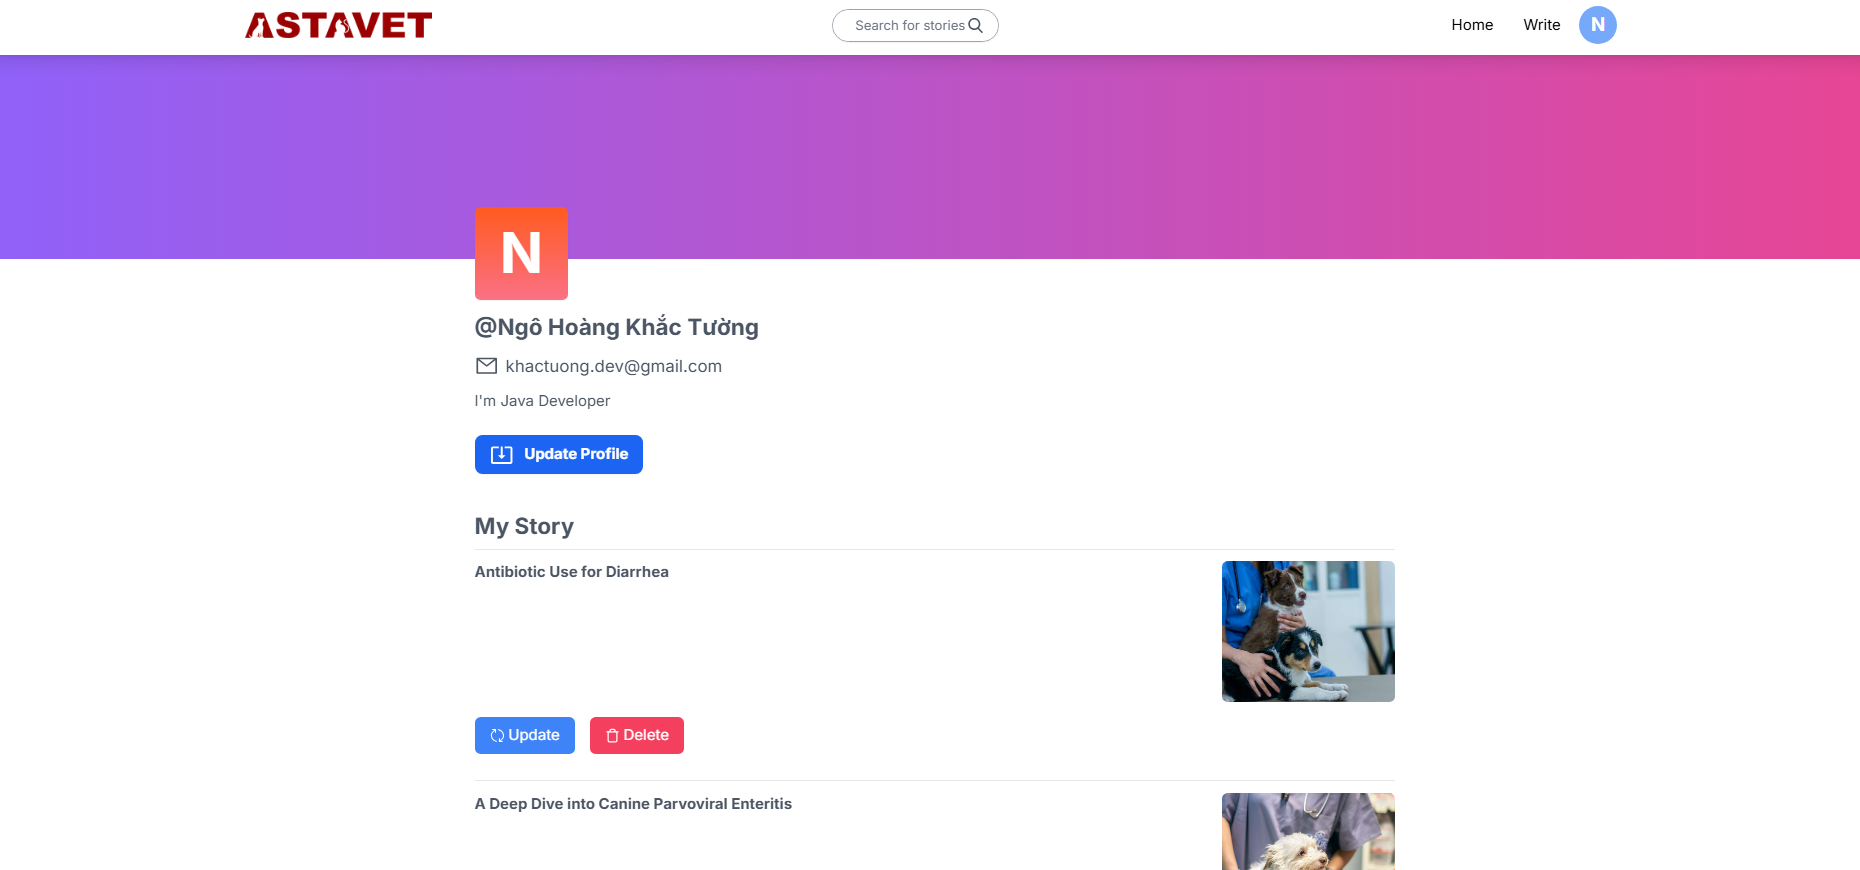 ASTAVET
Search for stories
Home
Write
N
N
@Ngô Hoàng Khắc Tường
khactuong.dev@gmail.com
I'm Java Developer
Update Profile
My Story
Antibiotic Use for Diarrhea
Update
Delete
A Deep Dive into Canine Parvoviral Enteritis